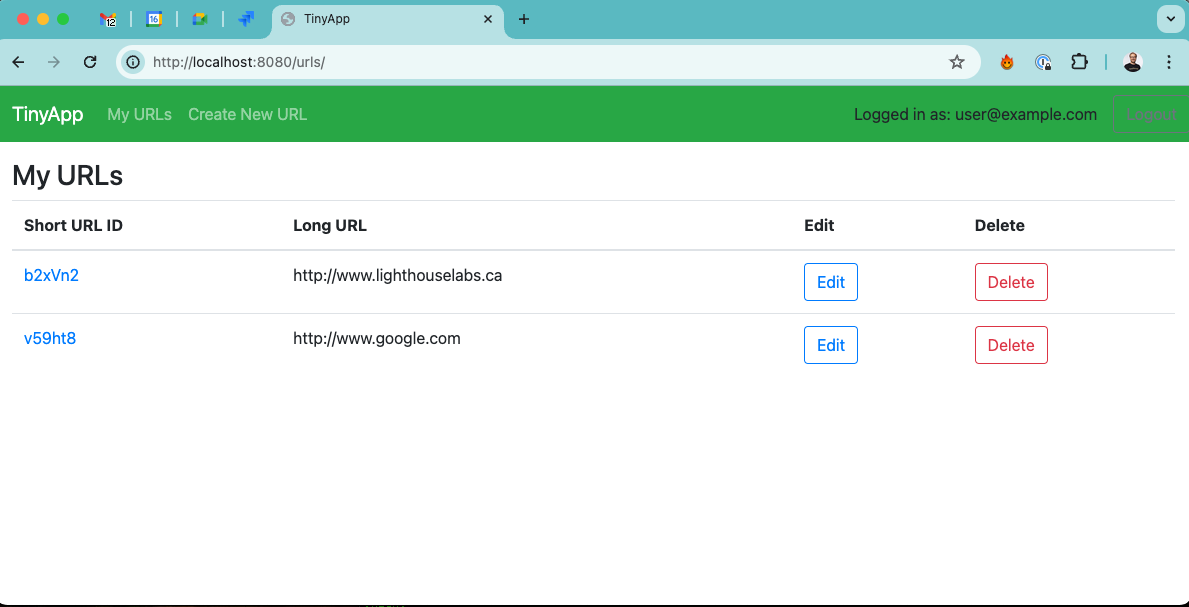 12
16
TinyApp
http://localhost:8080/urls/
TinyApp My URLs Create New URL Logged in as: user@example.com Logout
My URLs
Short URL ID Long URL Edit Delete
b2xVn2 http://www.lighthouselabs.ca Edit Delete
v59ht8 http://www.google.com Edit Delete